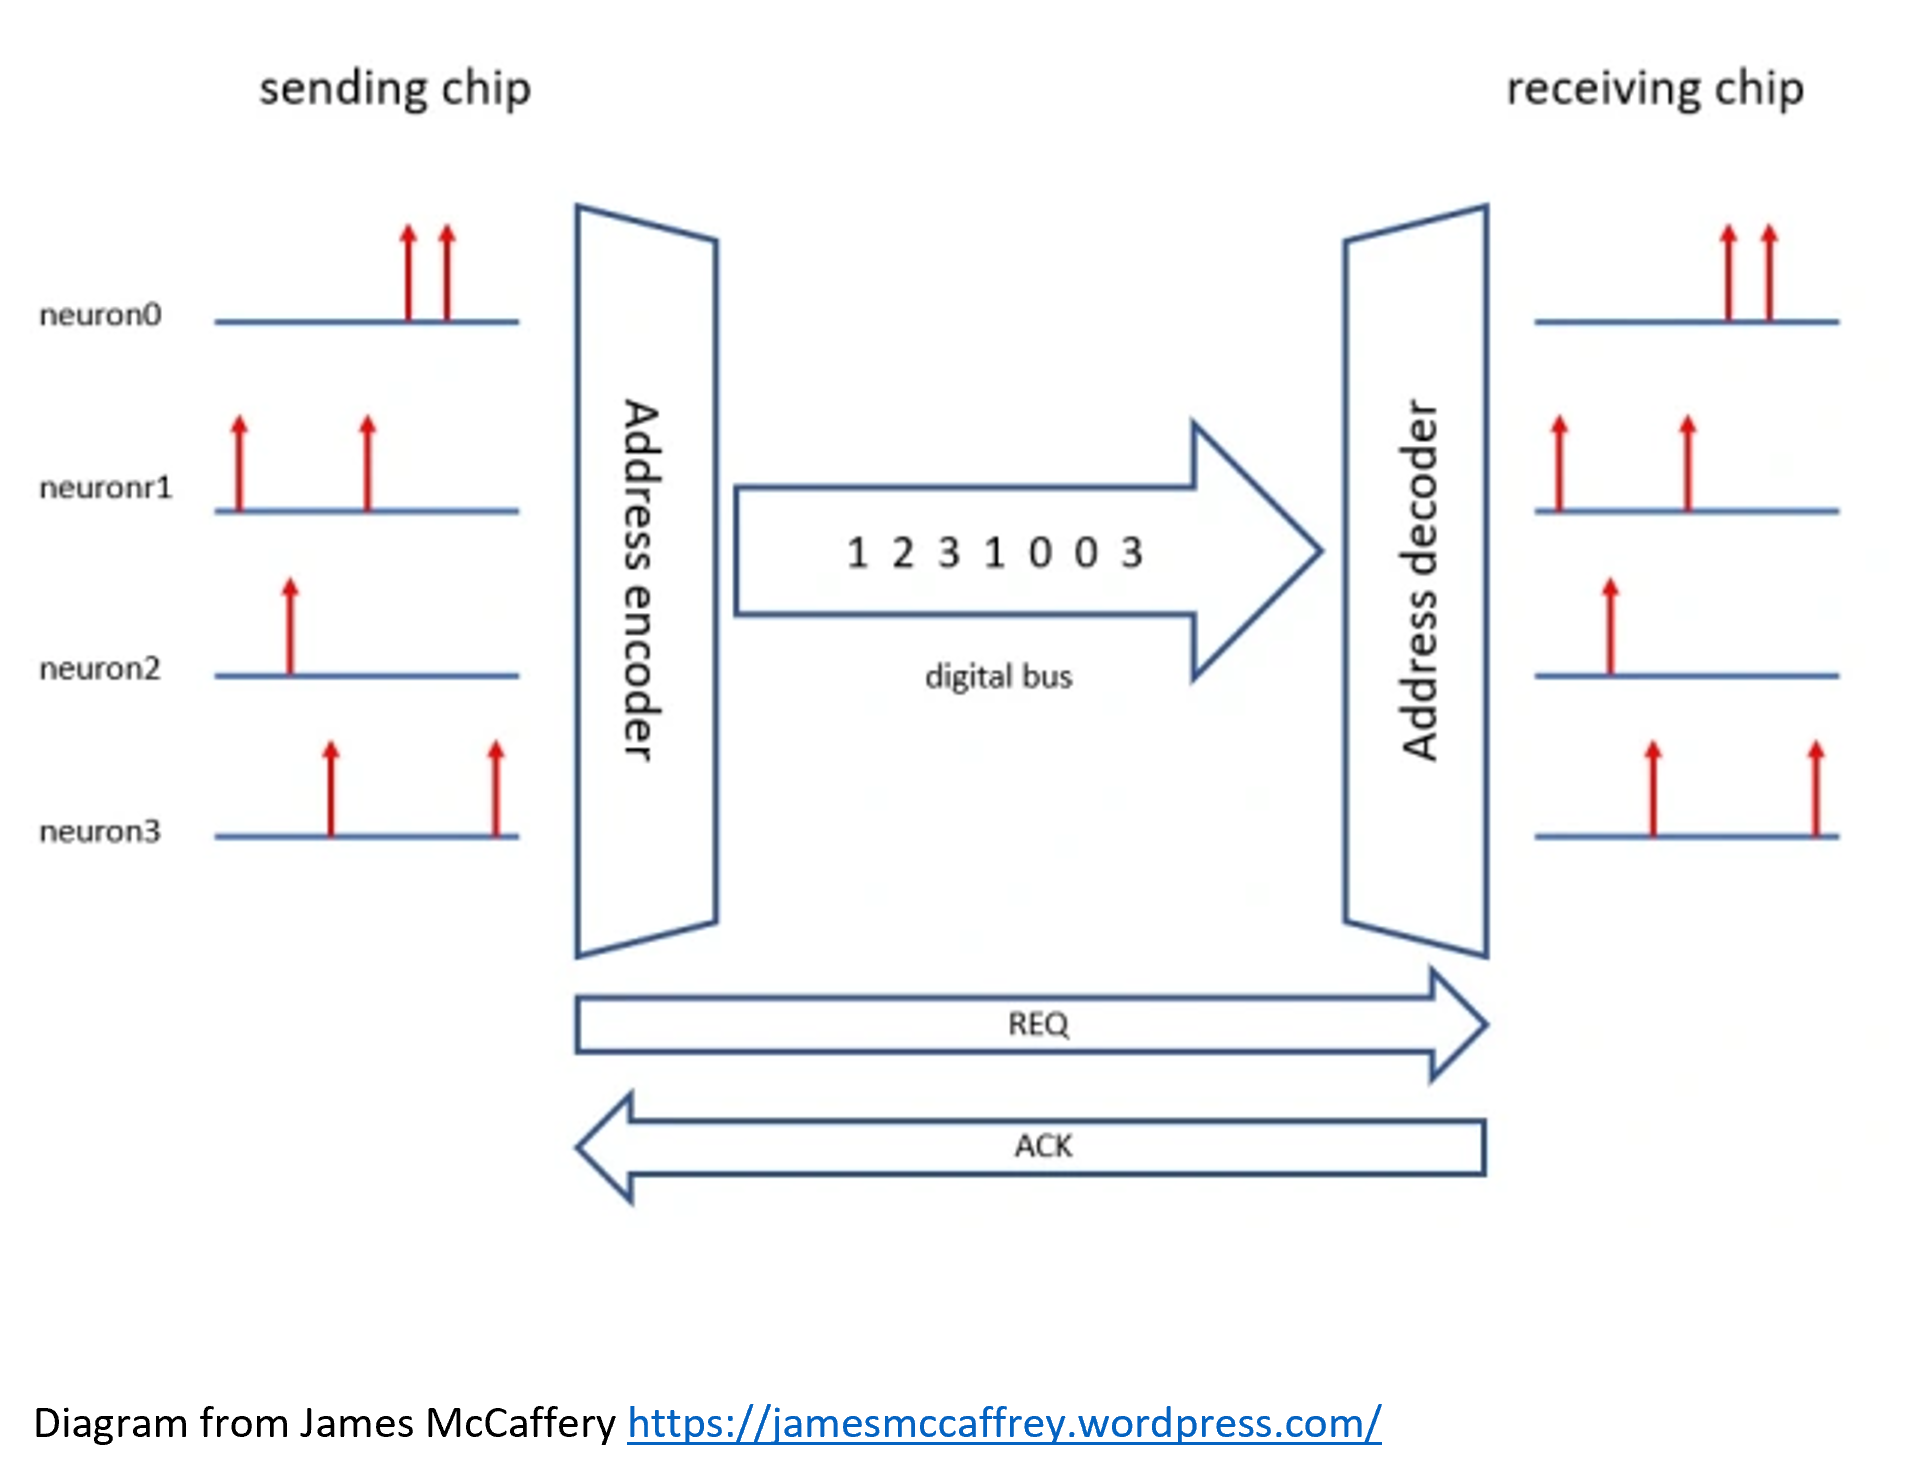 sending chip
receiving chip
neuron0
neuronr1
neuron2
neuron3
Address encoder
1 2 3 1 0 0 3
digital bus
Address decoder
REQ
ACK
Diagram from James McCaffery https://jamesmccaffrey.wordpress.com/